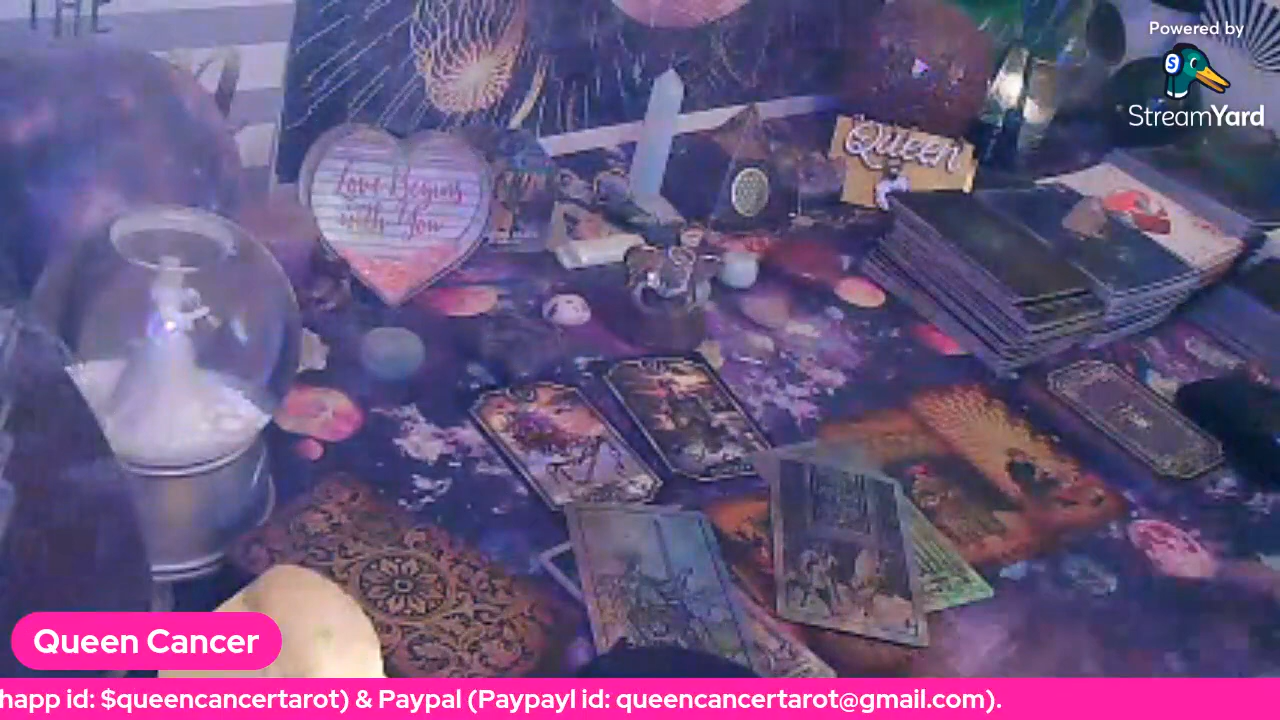 THE
Powered by
StreamYard
Love Begins
with You
Queen
Queen Cancer
happ id: $queencancertarot) & Paypal (Paypayl id: queencancertarot@gmail.com).